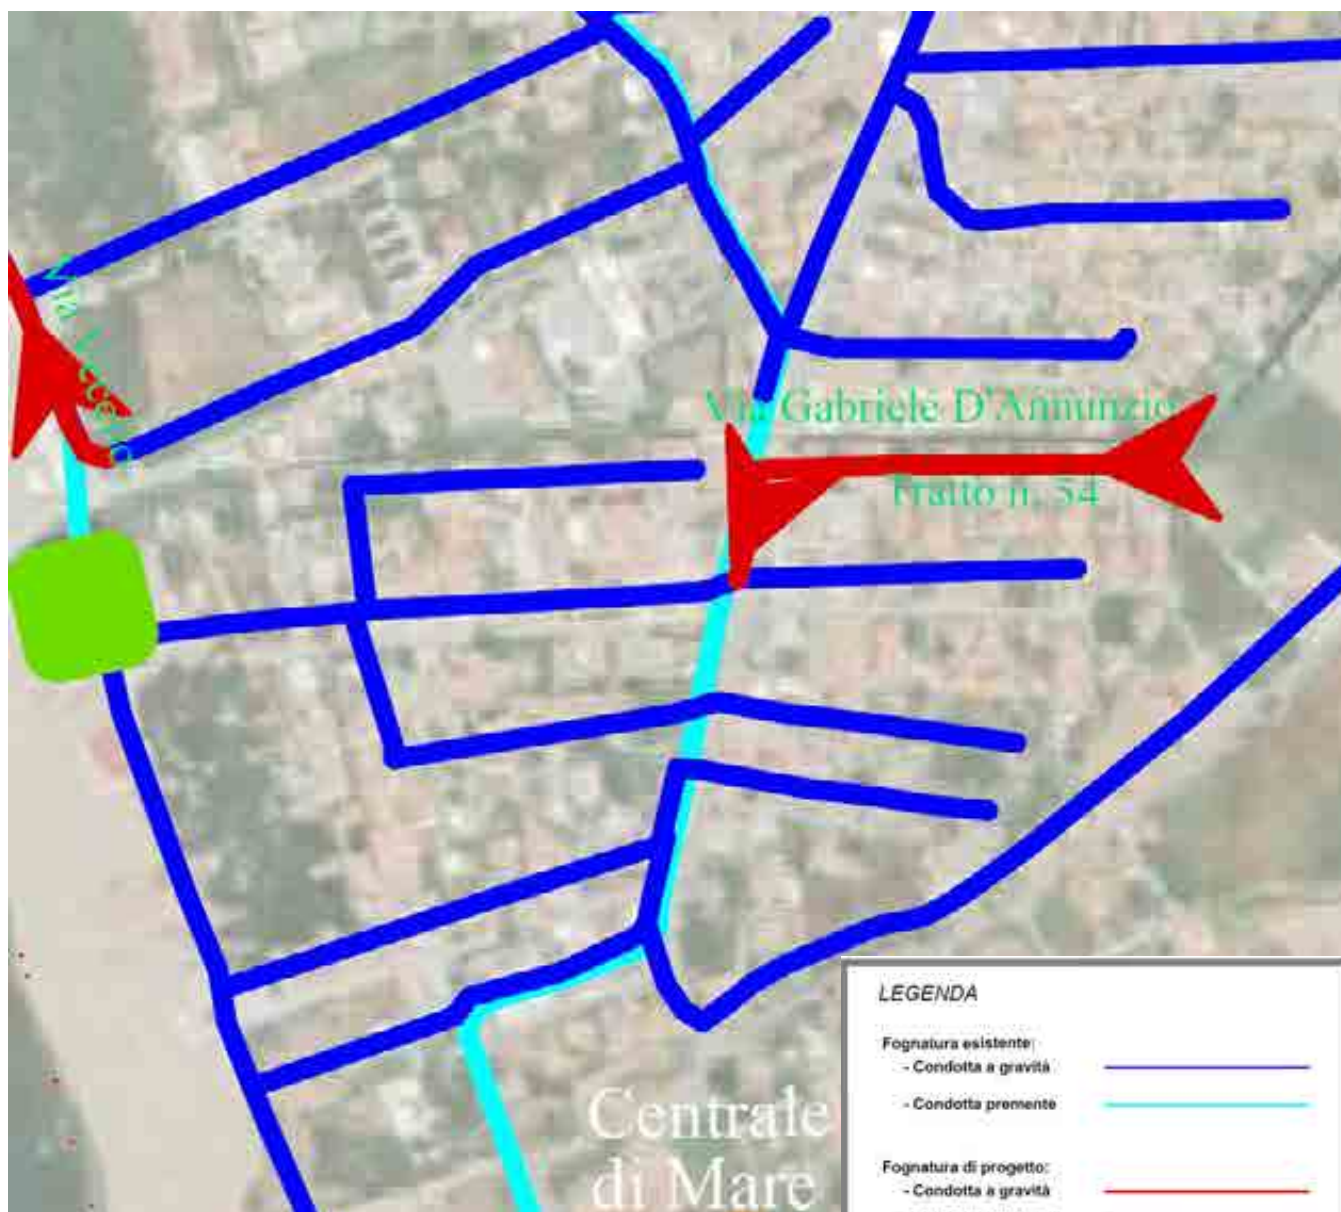 Via Gabriele D'Annunzio
Tratto n. 34
Centrale
di Mare
LEGENDA
Fognatura esistente:
- Condotta a gravità
- Condotta premente
Fognatura di progetto:
- Condotta a gravità